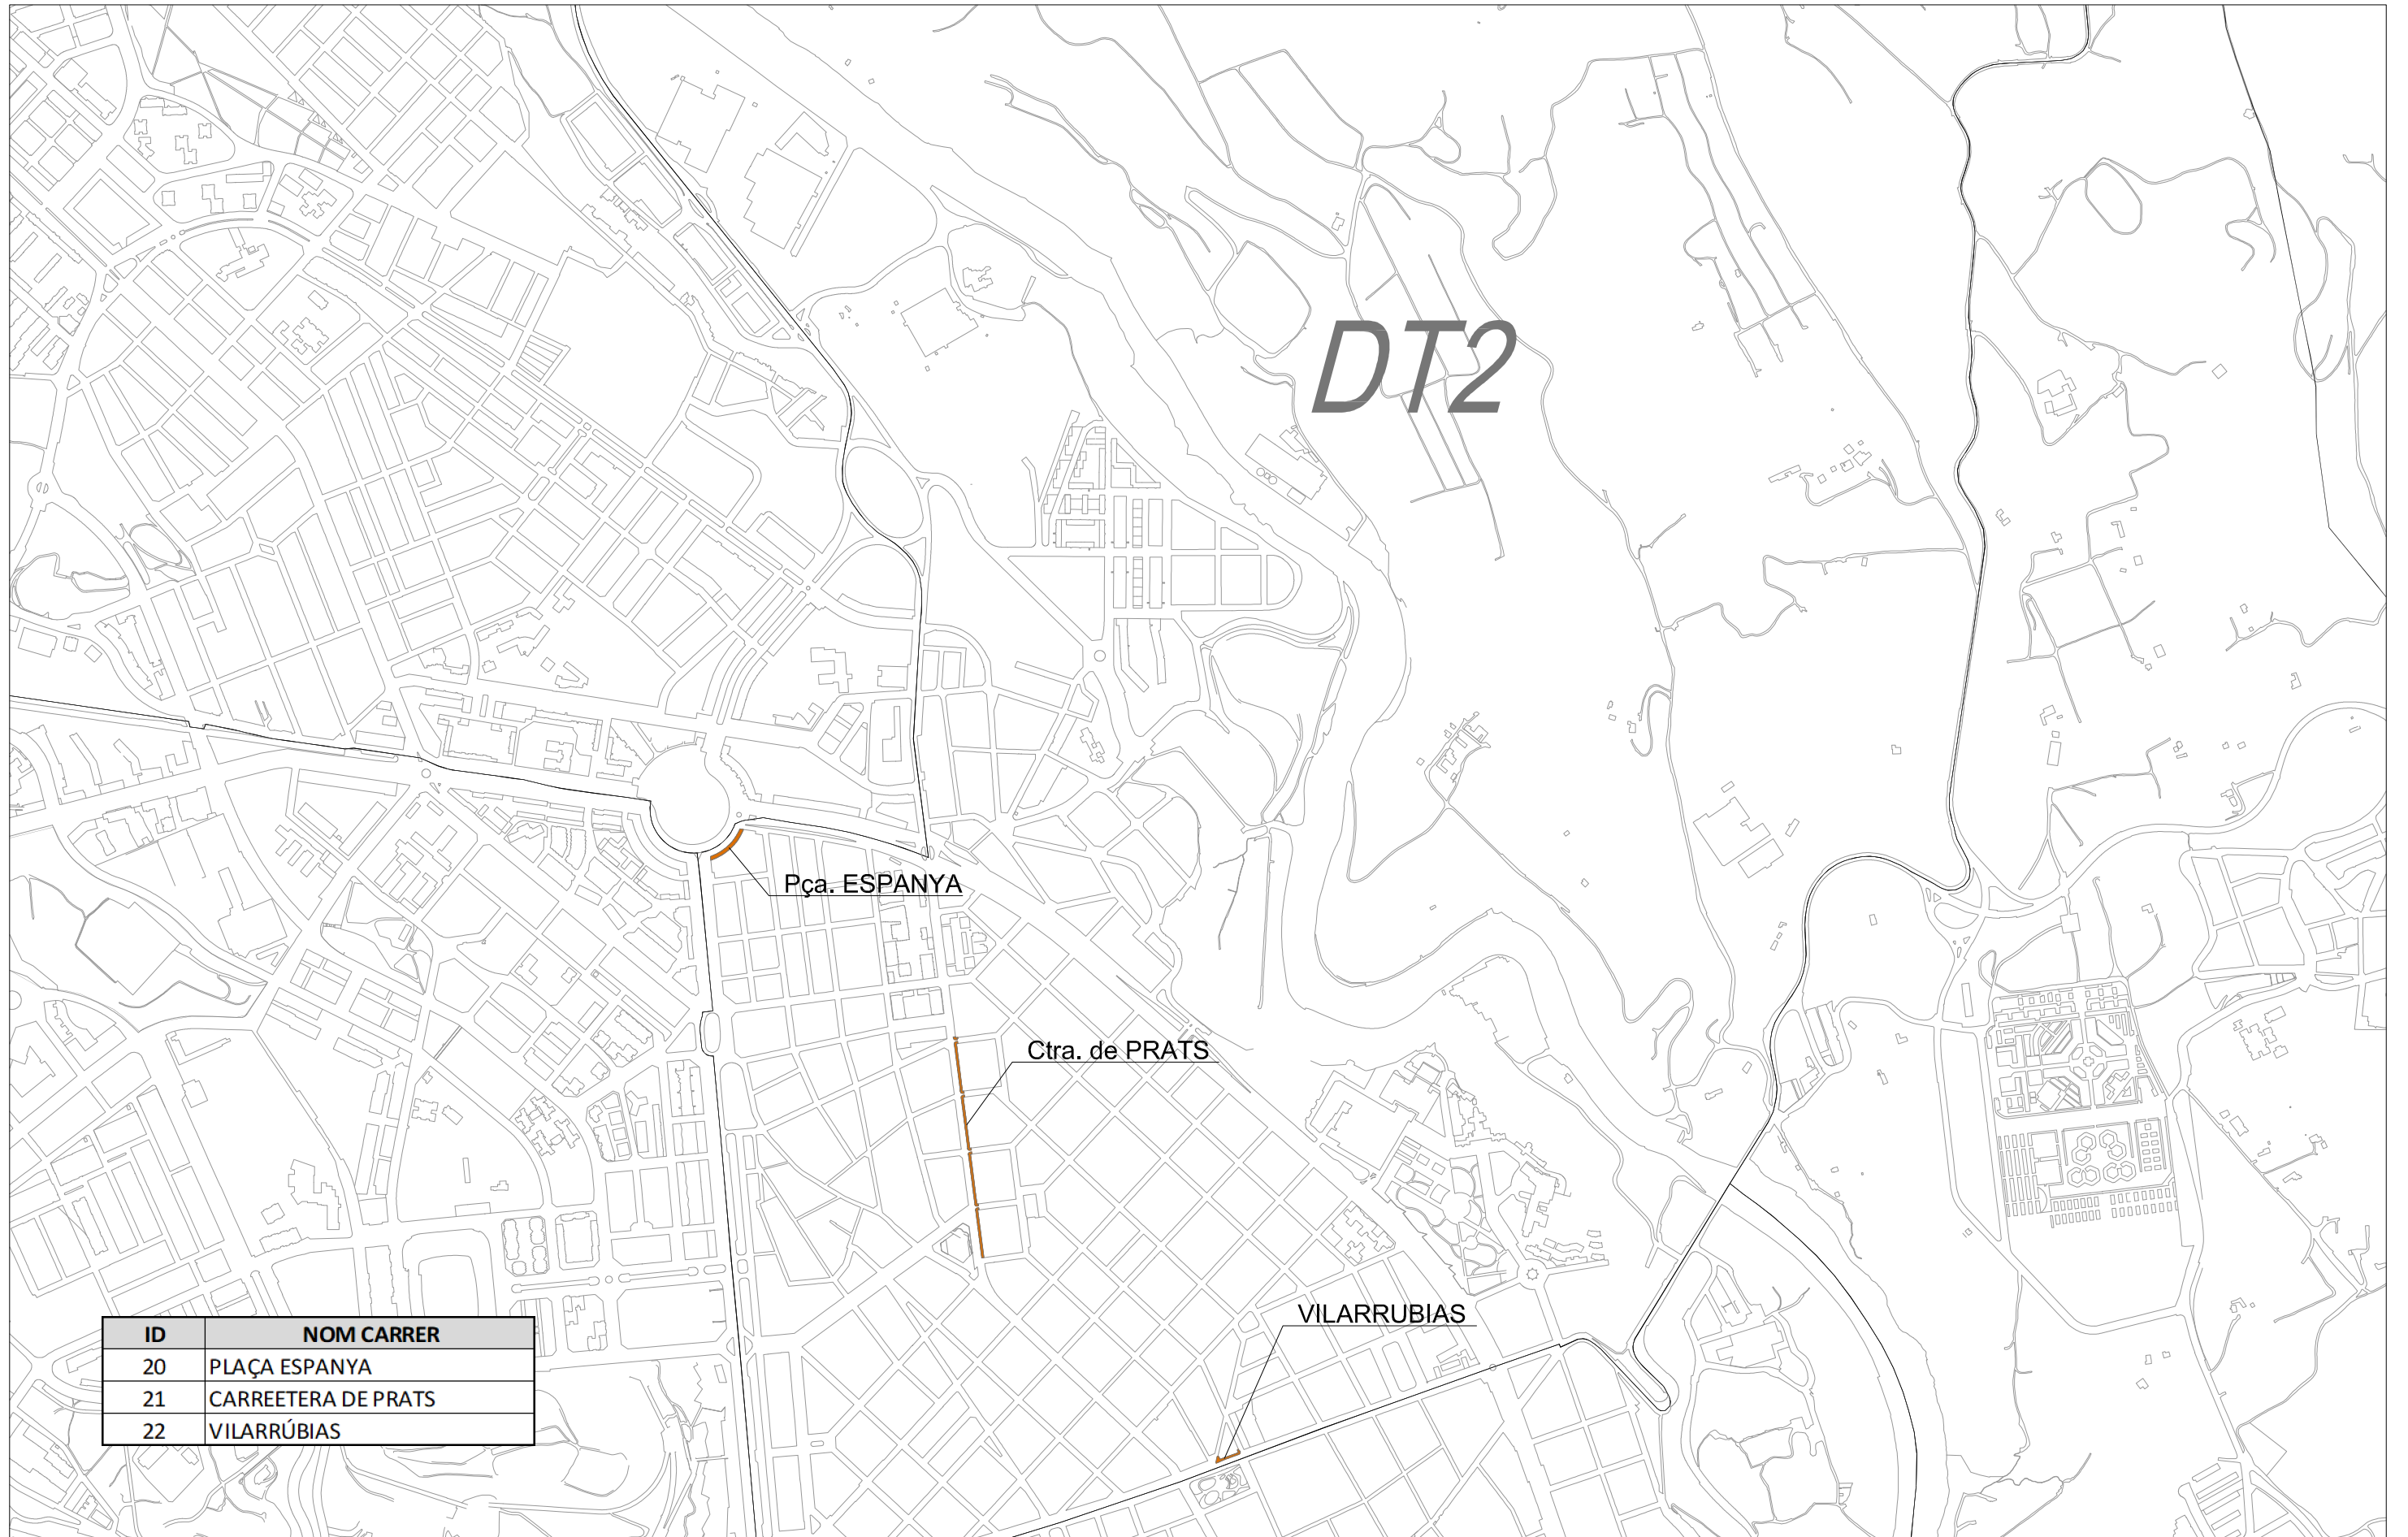 DT2
Pça. ESPANYA
Ctra. de PRATS
VILARRUBIAS
ID NOM CARRER
20 PLAÇA ESPANYA
21 CARREETERA DE PRATS
22 VILARRÚBIAS